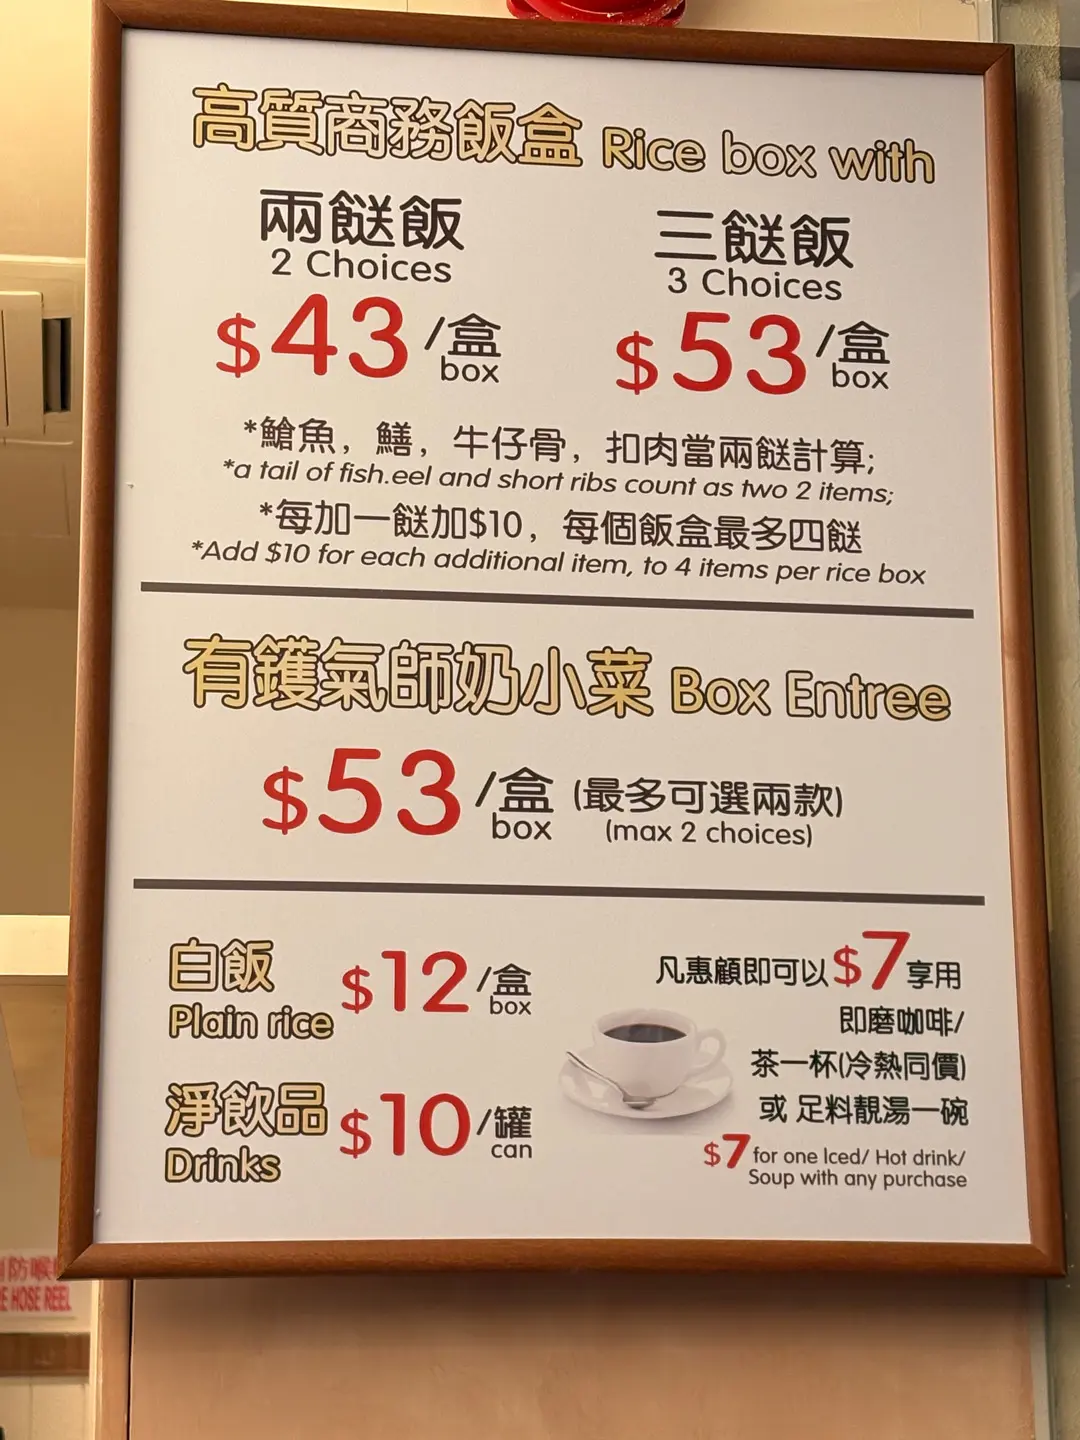 高質商務飯盒 Rice box with
兩餸飯
2 Choices
$43/盒
box
三餸飯
3 Choices
$53/盒
box
*鯧魚，鱔，牛仔骨，扣肉當兩餸計算;
*a tail of fish.eel and short ribs count as two 2 items;
*每加一餸加$10，每個飯盒最多四餸
*Add $10 for each additional item, to 4 items per rice box
有鑊氣師奶小菜 Box Entree
$53/盒 (最多可選兩款)
box (max 2 choices)
白飯 $12/盒
Plain rice box
淨飲品 $10/罐
Drinks can
凡惠顧即可以$7享用
即磨咖啡/
茶一杯(冷熱同價)
或 足料靚湯一碗
$7 for one Iced/ Hot drink/
Soup with any purchase
防喉
E HOSE REEL